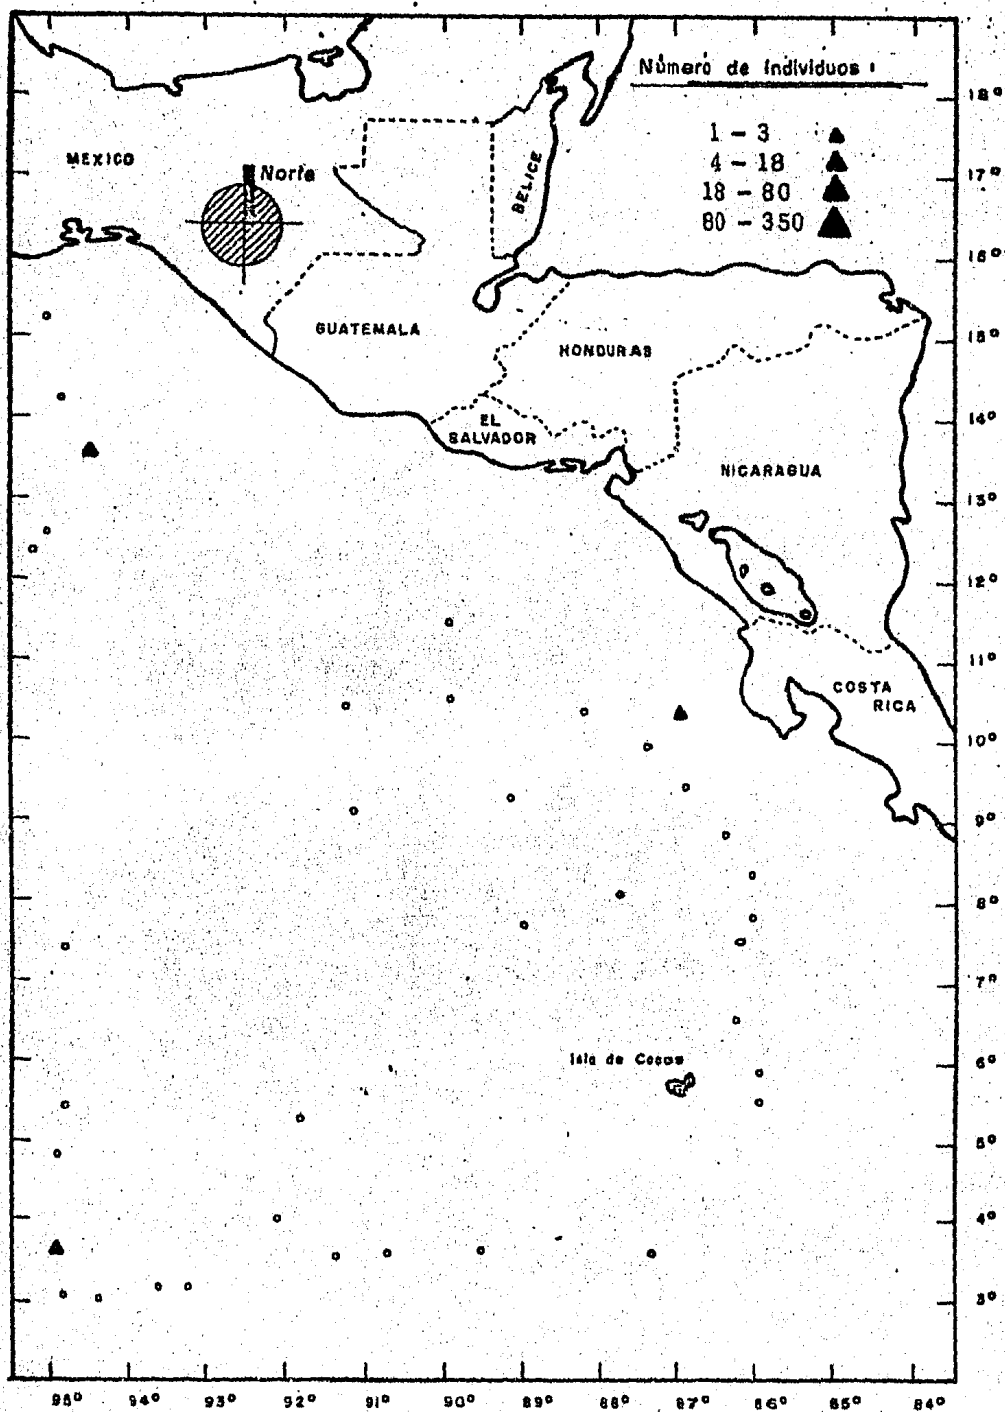 Número de individuos :
1 - 3
4 - 18
18 - 80
80 - 350
MEXICO
Norte
BELICE
GUATEMALA
HONDURAS
EL
SALVADOR
NICARAGUA
COSTA
RICA
Isla de Cocos
18°
17°
16°
15°
14°
13°
12°
11°
10°
9°
8°
7°
6°
5°
4°
3°
95° 94° 93° 92° 91° 90° 89° 88° 87° 86° 85° 84°